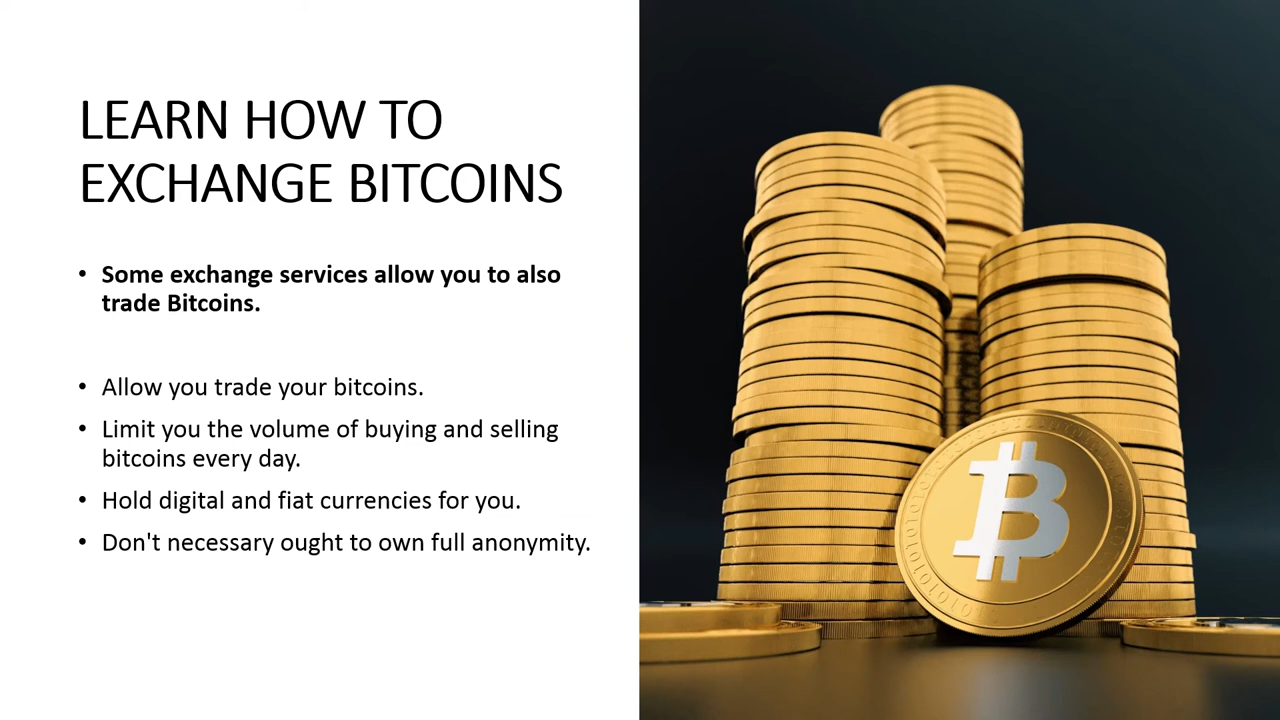 LEARN HOW TO
EXCHANGE BITCOINS
• Some exchange services allow you to also
trade Bitcoins.
• Allow you trade your bitcoins.
• Limit you the volume of buying and selling
bitcoins every day.
• Hold digital and fiat currencies for you.
• Don't necessary ought to own full anonymity.